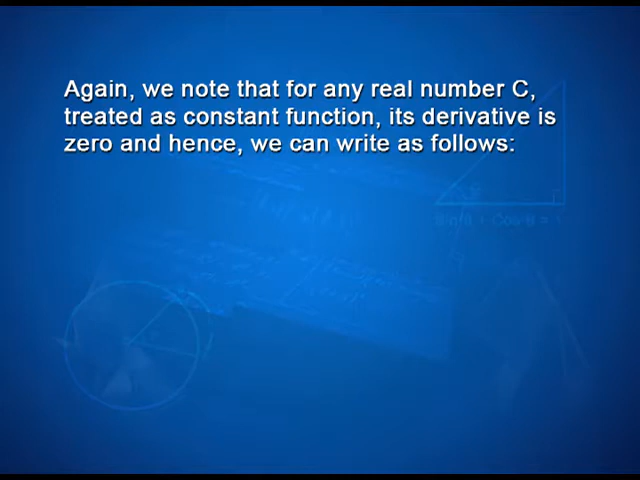 Again, we note that for any real number C,
treated as constant function, its derivative is
zero and hence, we can write as follows: